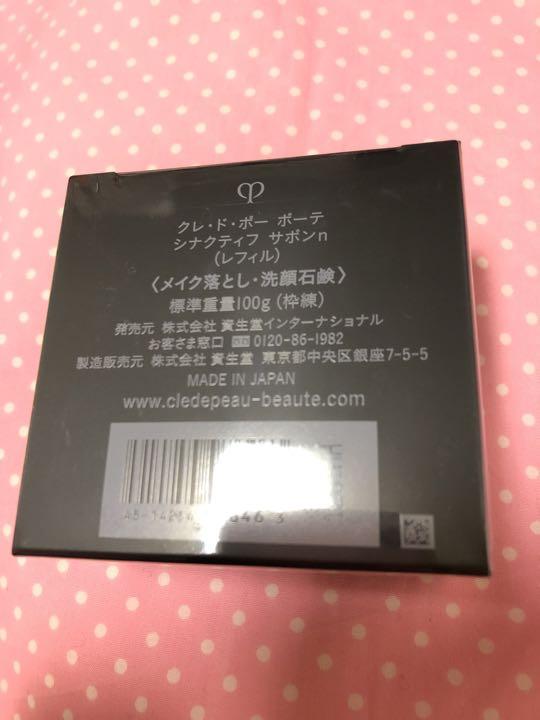 クレ・ド・ポー ボーテ
シナクティフ サボンn
(レフィル)
〈メイク落とし・洗顔石鹸〉
標準重量100g (枠練)
発売元 株式会社 資生堂インターナショナル
お客さま窓口 0120-86-1982
製造販売元 株式会社 資生堂 東京都中央区銀座7-5-5
MADE IN JAPAN
www.cledepeau-beaute.com